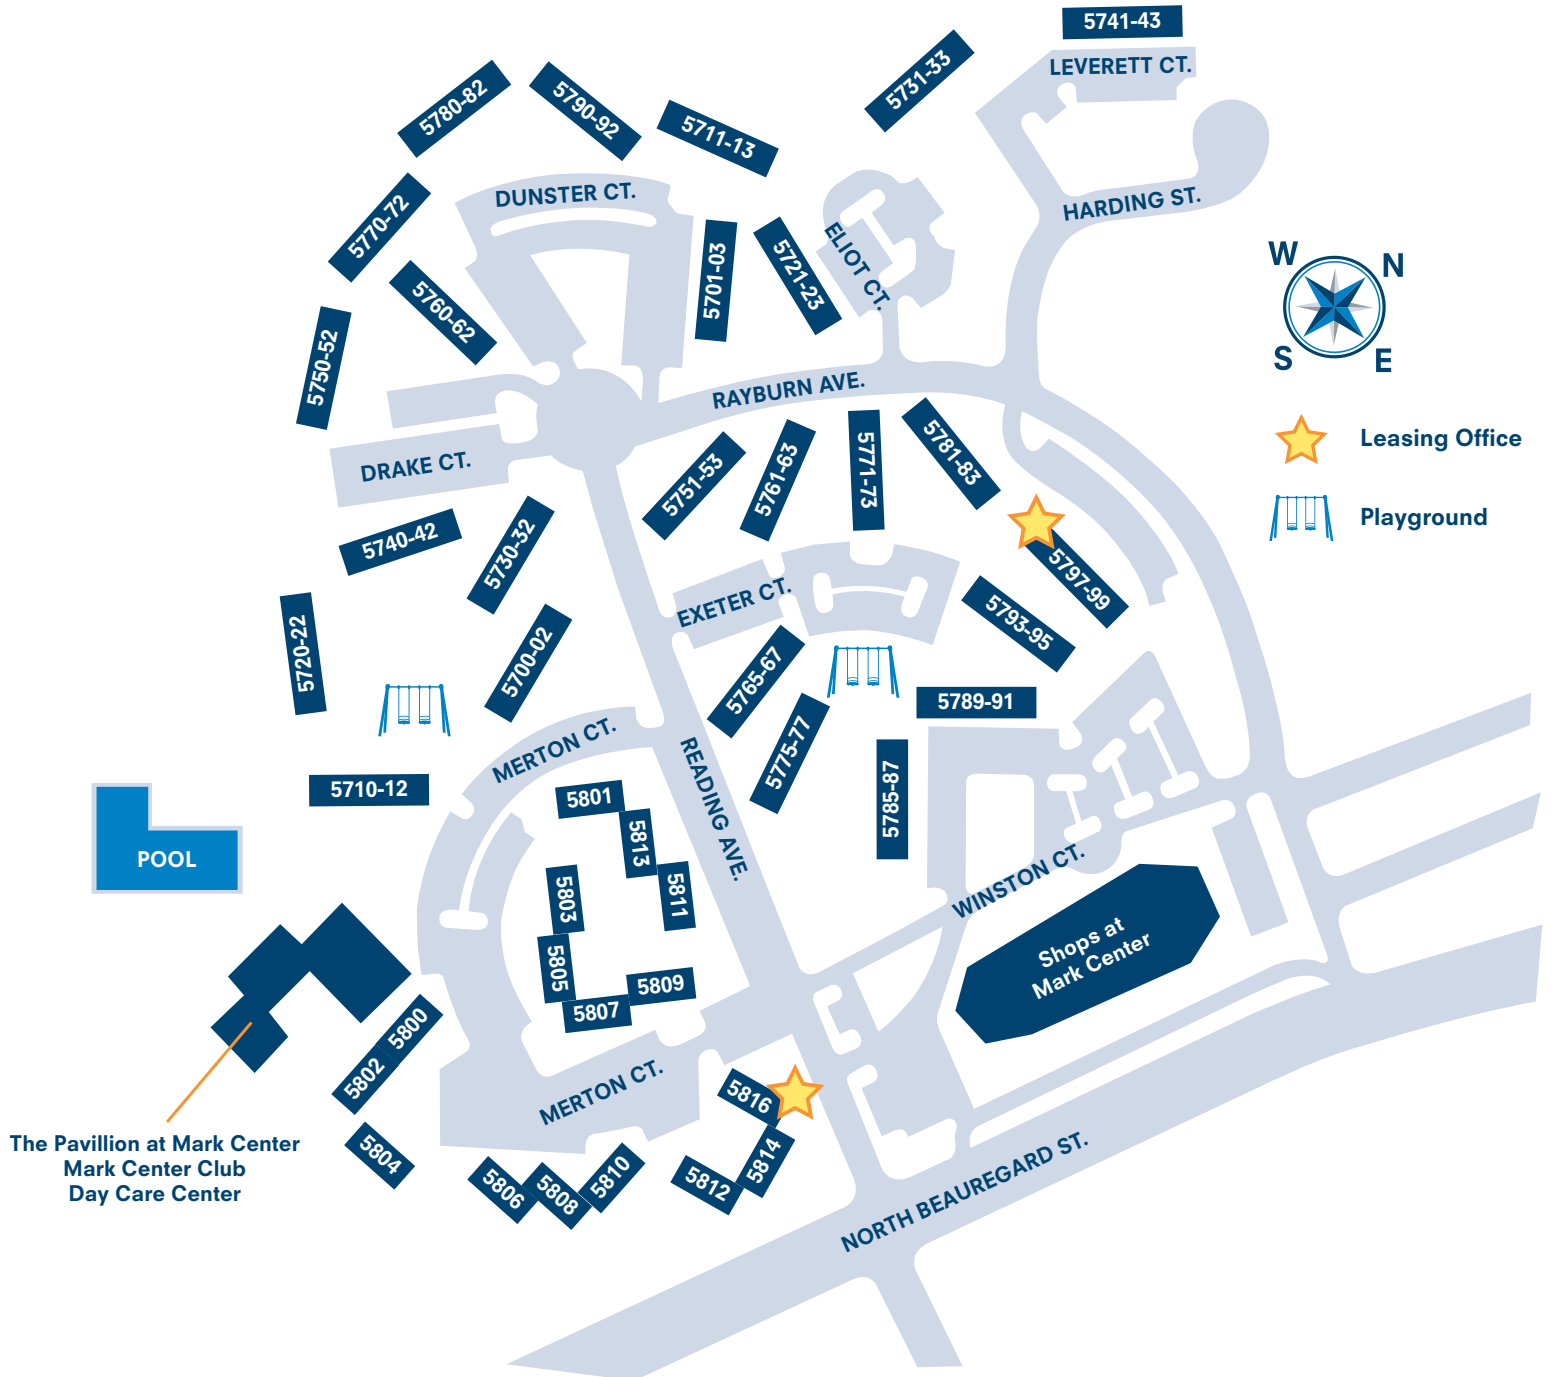 5741-43
LEVERETT CT.
5731-33
5780-82
5790-92
5711-13
DUNSTER CT.
HARDING ST.
5770-72
ELIOT CT.
5701-03
5721-23
5760-62
5750-52
W
N
S
E
RAYBURN AVE.
Leasing Office
DRAKE CT.
5751-53
5761-63
5771-73
5781-83
Playground
5740-42
5730-32
5797-99
EXETER CT.
5793-95
5720-22
5700-02
5765-67
5789-91
MERTON CT.
READING AVE.
5775-77
5710-12
5785-87
5801
5813
POOL
5811
5803
WINSTON CT.
Shops at
Mark Center
5805
5809
5807
5800
5802
MERTON CT.
5816
5804
5814
5812
5806
5808
5810
The Pavillion at Mark Center
Mark Center Club
Day Care Center
NORTH BEAUREGARD ST.